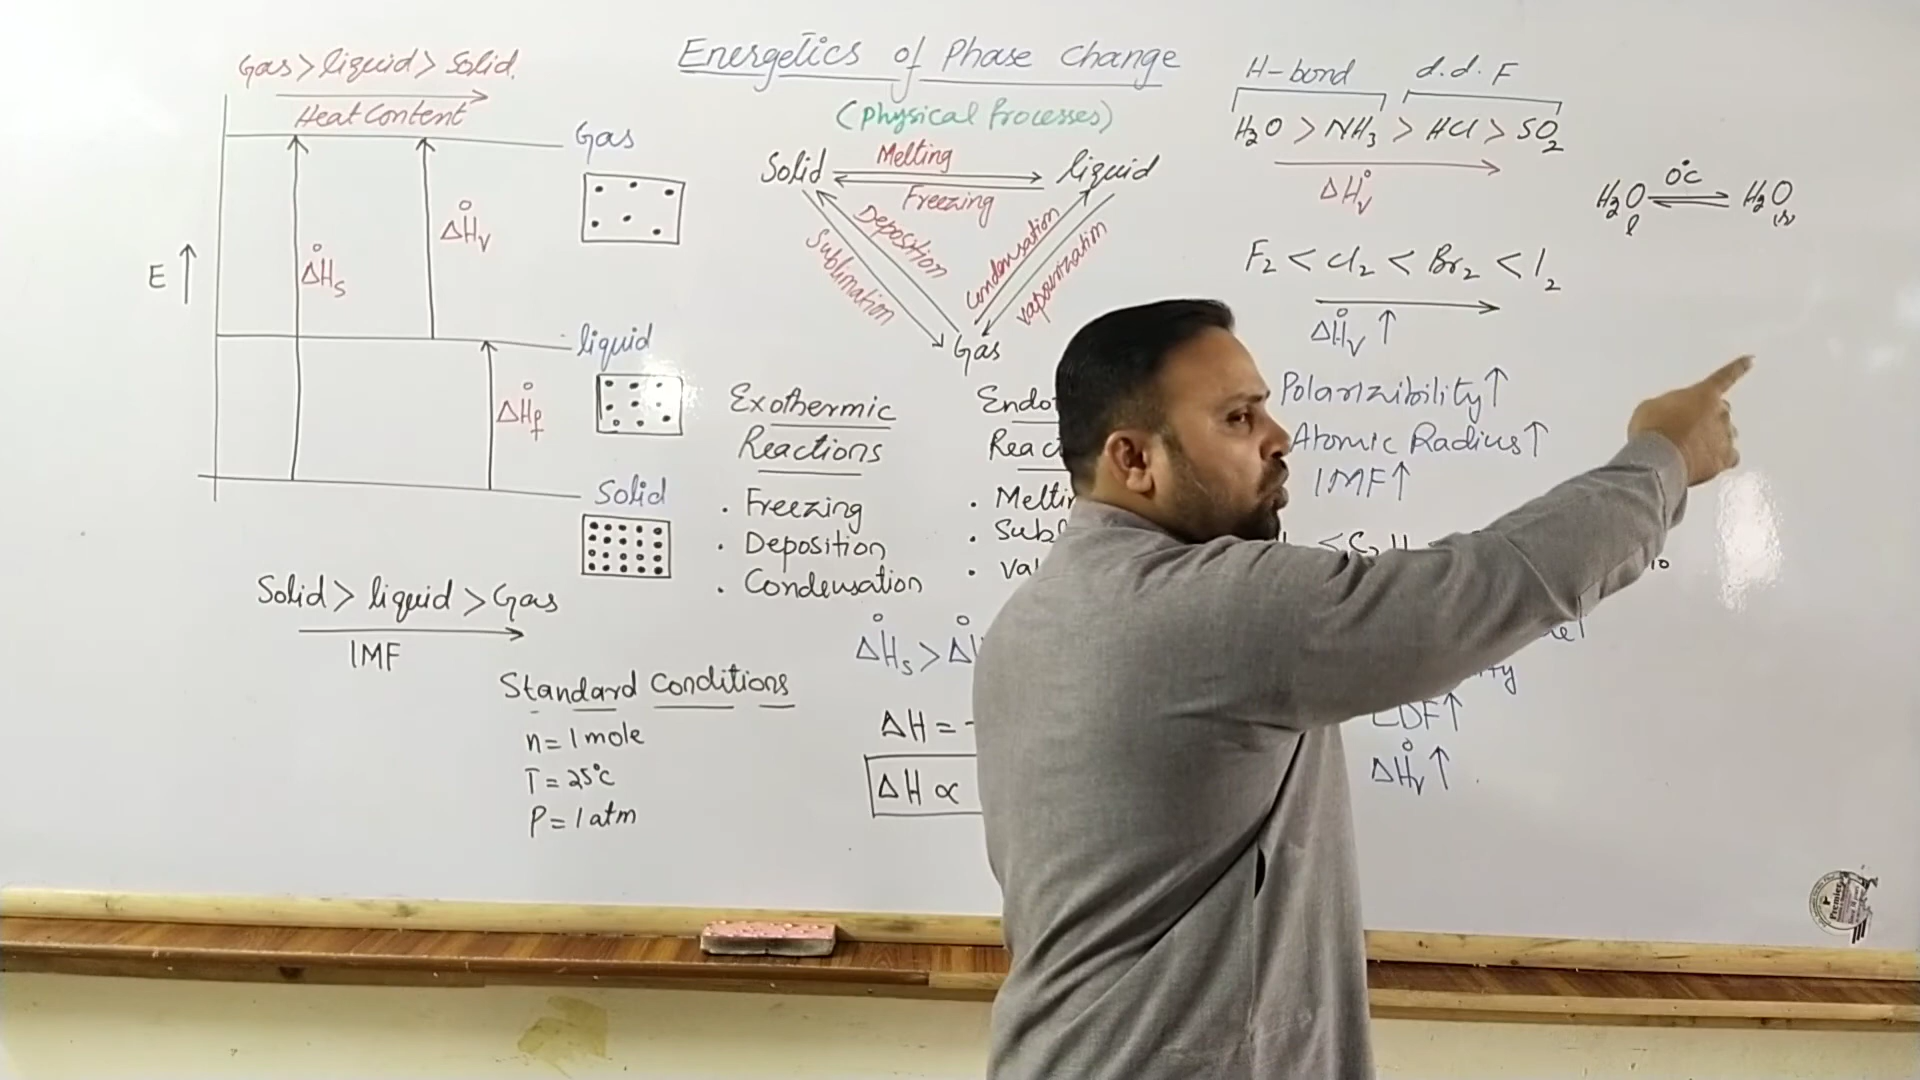 Energetics of Phase Change
(Physical Processes)
Gas > liquid > Solid.
Heat Content
Gas
E ↑
ΔH°s
ΔH°v
liquid
ΔH°f
Solid
Solid > liquid > Gas
IMF
Standard Conditions
n = 1 mole
T = 25°C
P = 1 atm
Solid
Melting
Freezing
liquid
Deposition
Sublimation
Condensation
vapourization
Gas
Exothermic
Reactions
. Freezing
. Deposition
. Condensation
ΔH°s >
ΔH =
ΔH ∝
H-bond d.d.F
H₂O > NH₃ > HCl > SO₂
ΔH°v
F₂ < Cl₂ < Br₂ < I₂
ΔH°v ↑
Polarizibility ↑
Atomic Radius ↑
IMF ↑
LDF ↑
ΔH°v ↑
0°C
H₂O ⇌ H₂O
l (s)
Premier